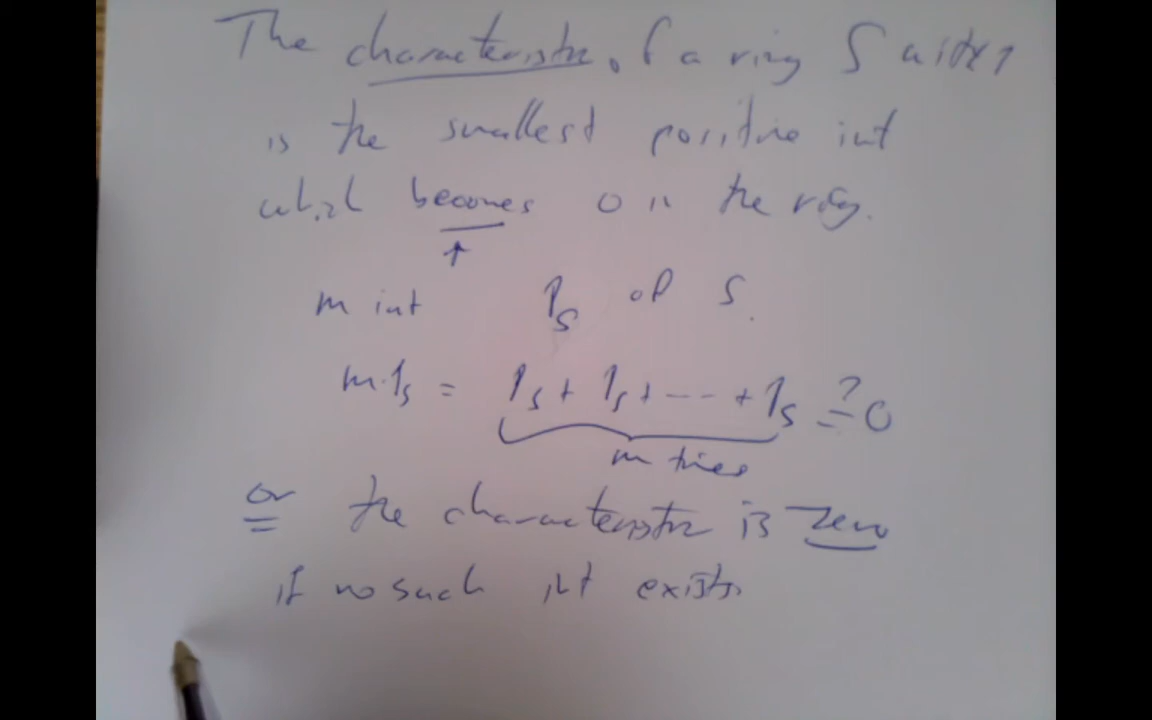 The characteristic of a ring S with 1
is the smallest positive int
which becomes 0 in the ring.
↑
m int 1_S of S.
m·1_S = 1_S + 1_S + --- + 1_S ?= 0
m times
or the characteristic is zero
if no such int exists.